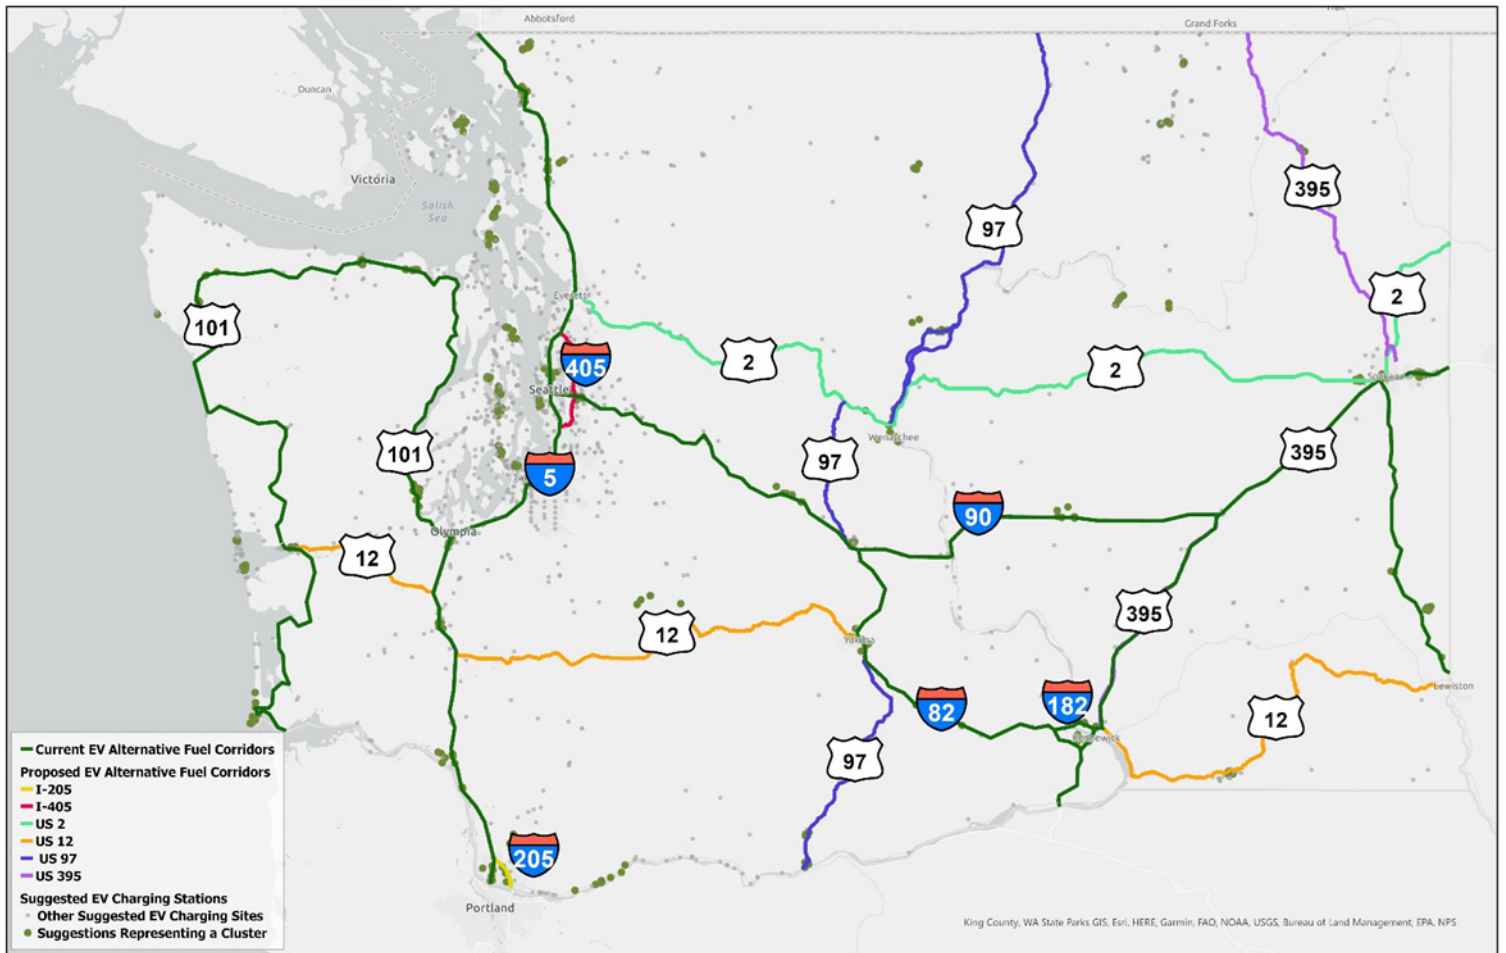 Abbotsford
Grand Forks
Duncan
Victoria
Salish
Sea
97
395
2
101
Everett
405
2
2
Seattle
101
5
97
Wenatchee
395
90
Olympia
12
12
395
Yakima
82
182
12
Lewiston
97
205
Portland
Current EV Alternative Fuel Corridors
Proposed EV Alternative Fuel Corridors
I-205
I-405
US 2
US 12
US 97
US 395
Suggested EV Charging Stations
Other Suggested EV Charging Sites
Suggestions Representing a Cluster
King County, WA State Parks GIS, Esri, HERE, Garmin, FAO, NOAA, USGS, Bureau of Land Management, EPA, NPS